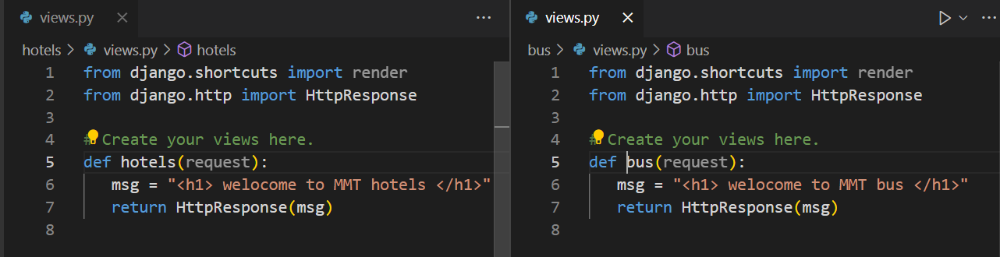 views.py ×
hotels > views.py > hotels
1 from django.shortcuts import render
2 from django.http import HttpResponse
3
4 # Create your views here.
5 def hotels(request):
6 msg = "<h1> welocome to MMT hotels </h1>"
7 return HttpResponse(msg)
8
views.py ×
bus > views.py > bus
1 from django.shortcuts import render
2 from django.http import HttpResponse
3
4 # Create your views here.
5 def bus(request):
6 msg = "<h1> welocome to MMT bus </h1>"
7 return HttpResponse(msg)
8